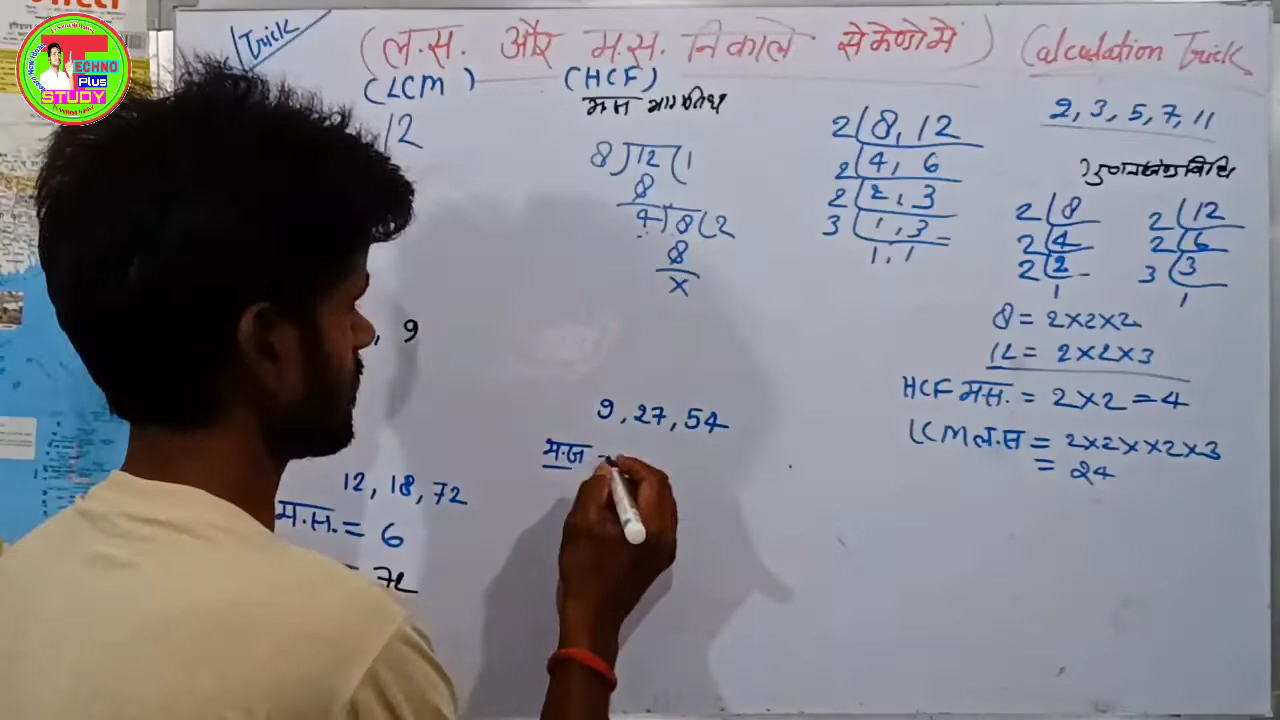 TECHNO
Plus
STUDY
Trick
(ल.स. और म.स. निकाले सेकेण्डो में) Calculation Trick
(LCM) (HCF)
12
8)12(1
8
4)8(2
8
x
2 8, 12
2 4, 6
2 2, 3
3 1, 3
1, 1
2, 3, 5, 7, 11
2 8
2 4
2 2
1
2 12
2 6
3 3
1
8 = 2×2×2
12 = 2×2×3
HCF म.स. = 2×2 = 4
LCM ल.स = 2×2××2×3
= 24
, 9
12, 18, 72
म.स. = 6
= 72
9, 27, 54